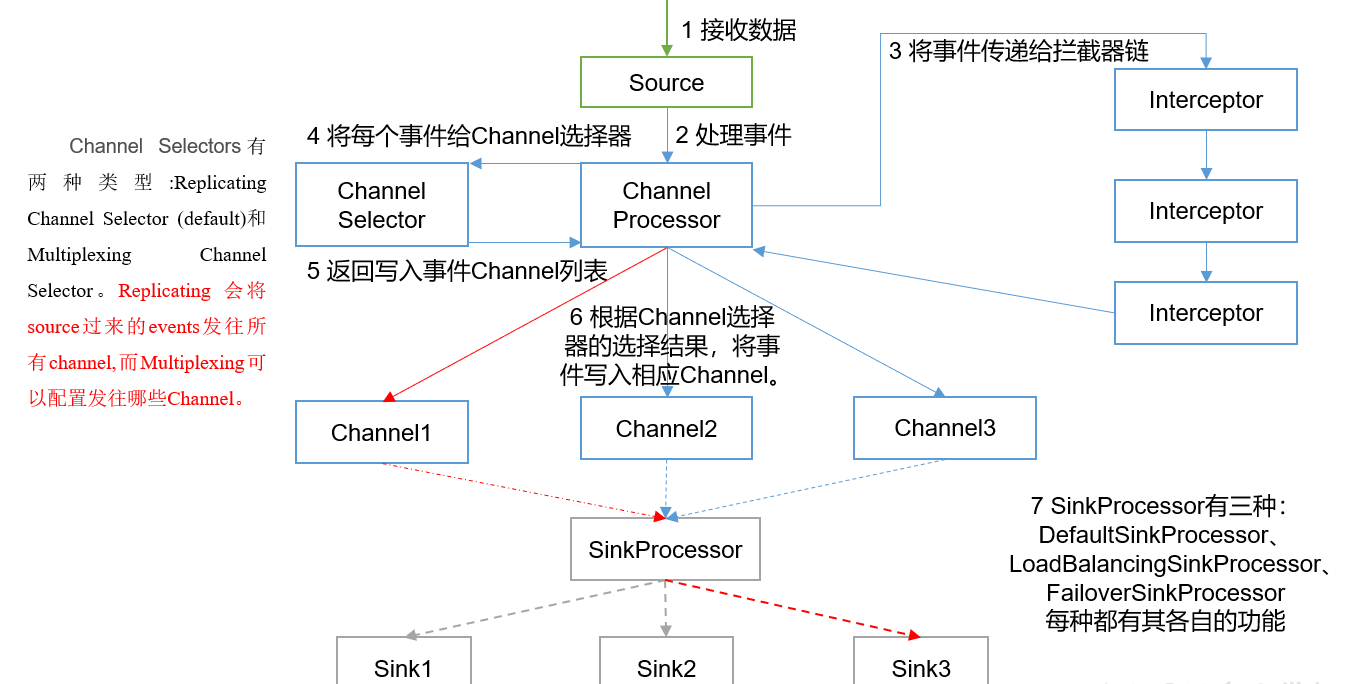 1 接收数据
Source
3 将事件传递给拦截器链
Interceptor
Interceptor
Interceptor
4 将每个事件给Channel选择器
2 处理事件
Channel
Selector
Channel
Processor
5 返回写入事件Channel列表
Channel Selectors有
两种类型:Replicating
Channel Selector (default)和
Multiplexing Channel
Selector。Replicating 会将
source过来的events发往所
有channel,而Multiplexing可
以配置发往哪些Channel。
6 根据Channel选择
器的选择结果，将事
件写入相应Channel。
Channel1
Channel2
Channel3
SinkProcessor
7 SinkProcessor有三种：
DefaultSinkProcessor、
LoadBalancingSinkProcessor、
FailoverSinkProcessor
每种都有其各自的功能
Sink1
Sink2
Sink3